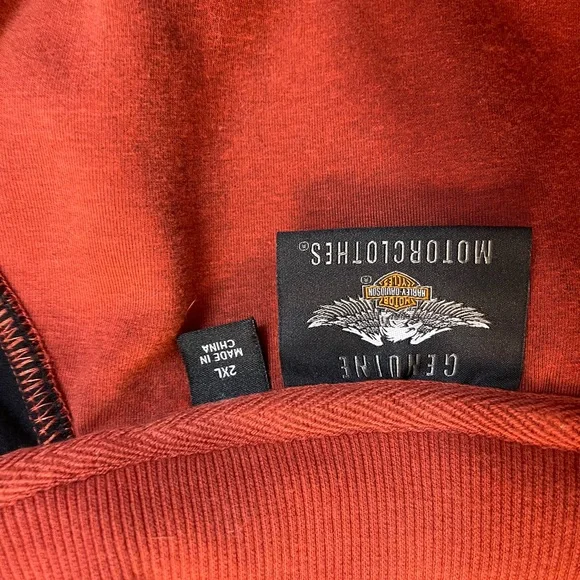 GENUINE
MOTOR
HARLEY-DAVIDSON
CYCLES
®
MOTORCLOTHES®
2XL
MADE IN
CHINA